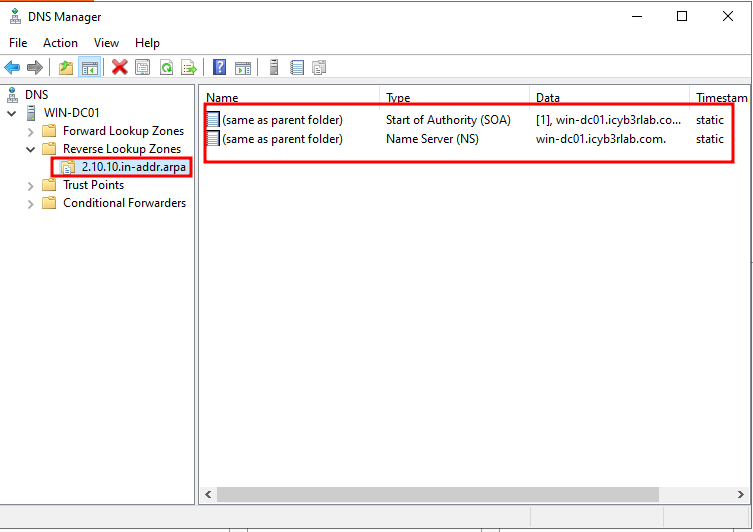 DNS Manager
File Action View Help
DNS
WIN-DC01
Forward Lookup Zones
Reverse Lookup Zones
2.10.10.in-addr.arpa
Trust Points
Conditional Forwarders
Name Type Data Timestam
(same as parent folder) Start of Authority (SOA) [1], win-dc01.icyb3rlab.co... static
(same as parent folder) Name Server (NS) win-dc01.icyb3rlab.com. static